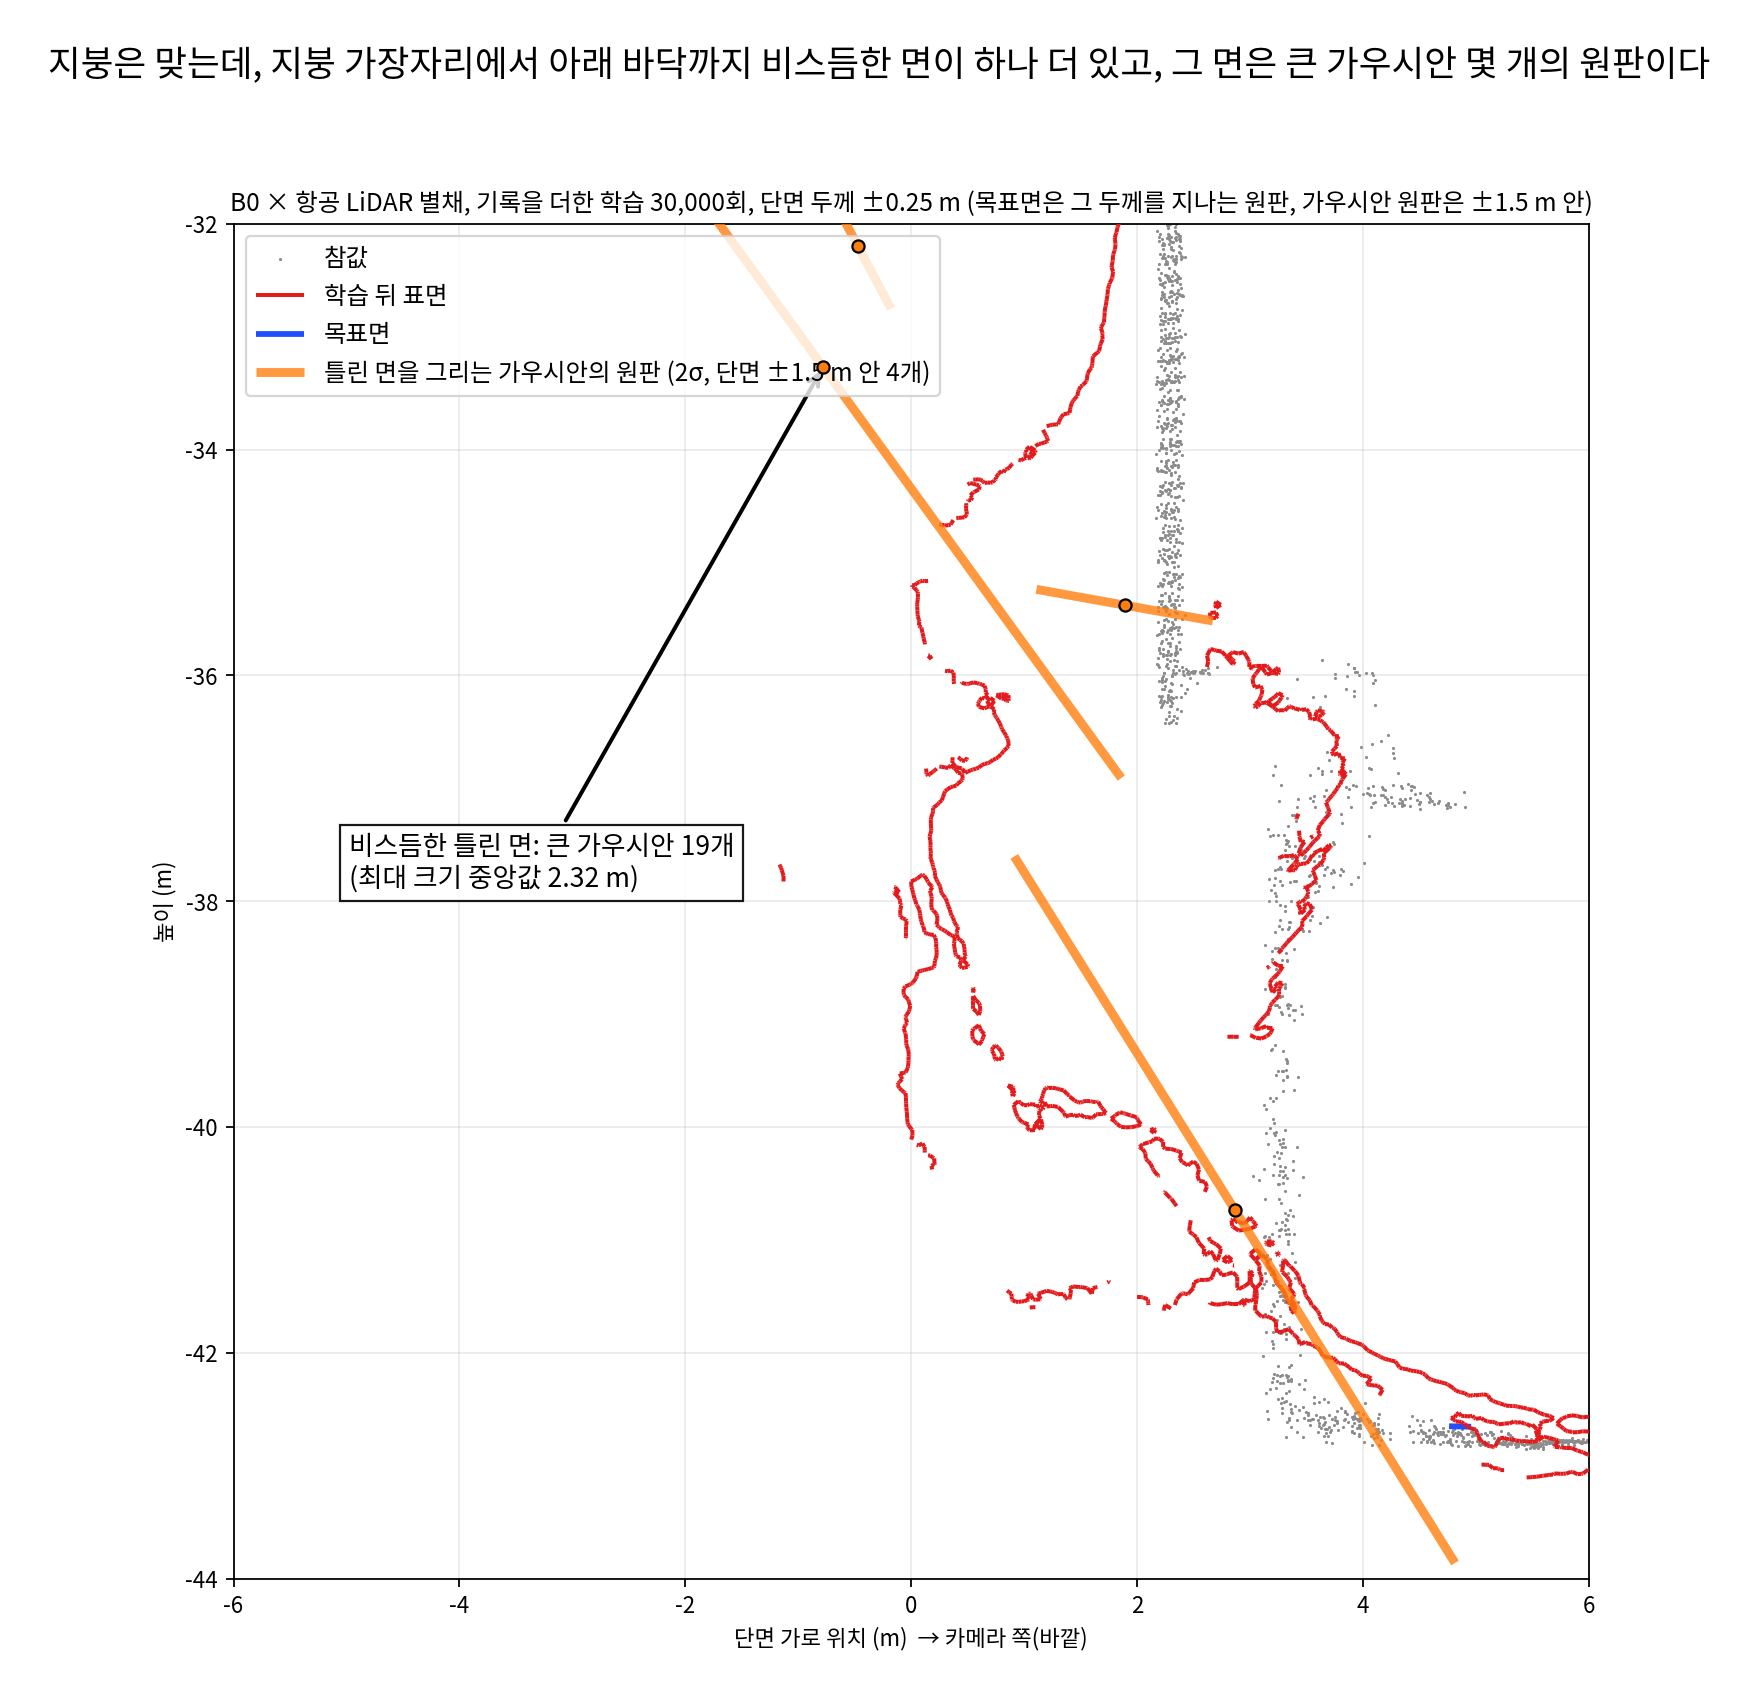 지붕은 맞는데, 지붕 가장자리에서 아래 바닥까지 비스듬한 면이 하나 더 있고, 그 면은 큰 가우시안 몇 개의 원판이다
B0 × 항공 LiDAR 별채, 기록을 더한 학습 30,000회, 단면 두께 ±0.25 m (목표면은 그 두께를 지나는 원판, 가우시안 원판은 ±1.5 m 안)
참값
학습 뒤 표면
목표면
틀린 면을 그리는 가우시안의 원판 (2σ, 단면 ±1.5 m 안 4개)
비스듬한 틀린 면: 큰 가우시안 19개
(최대 크기 중앙값 2.32 m)
높이 (m)
-32
-34
-36
-38
-40
-42
-44
-6
-4
-2
0
2
4
6
단면 가로 위치 (m) → 카메라 쪽(바깥)